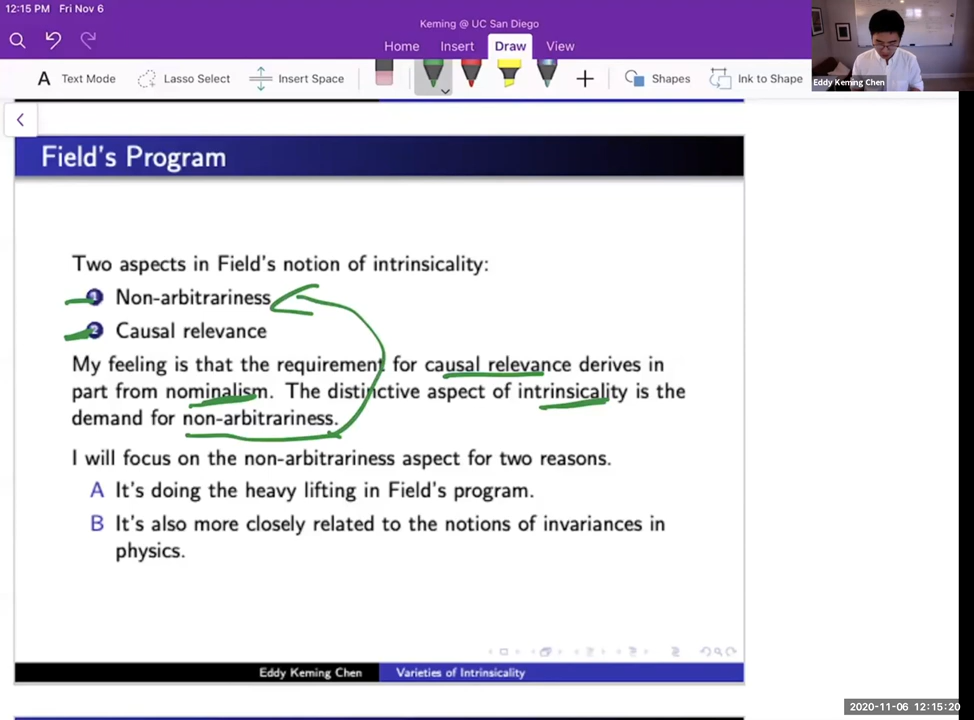 12:15 PM Fri Nov 6
Keming @ UC San Diego
Home Insert Draw View
A Text Mode Lasso Select Insert Space Shapes Ink to Shape
Eddy Keming Chen
Field's Program
Two aspects in Field's notion of intrinsicality:
1 Non-arbitrariness
2 Causal relevance
My feeling is that the requirement for causal relevance derives in
part from nominalism. The distinctive aspect of intrinsicality is the
demand for non-arbitrariness.
I will focus on the non-arbitrariness aspect for two reasons.
A It's doing the heavy lifting in Field's program.
B It's also more closely related to the notions of invariances in
physics.
Eddy Keming Chen Varieties of Intrinsicality
2020-11-06 12:15:20